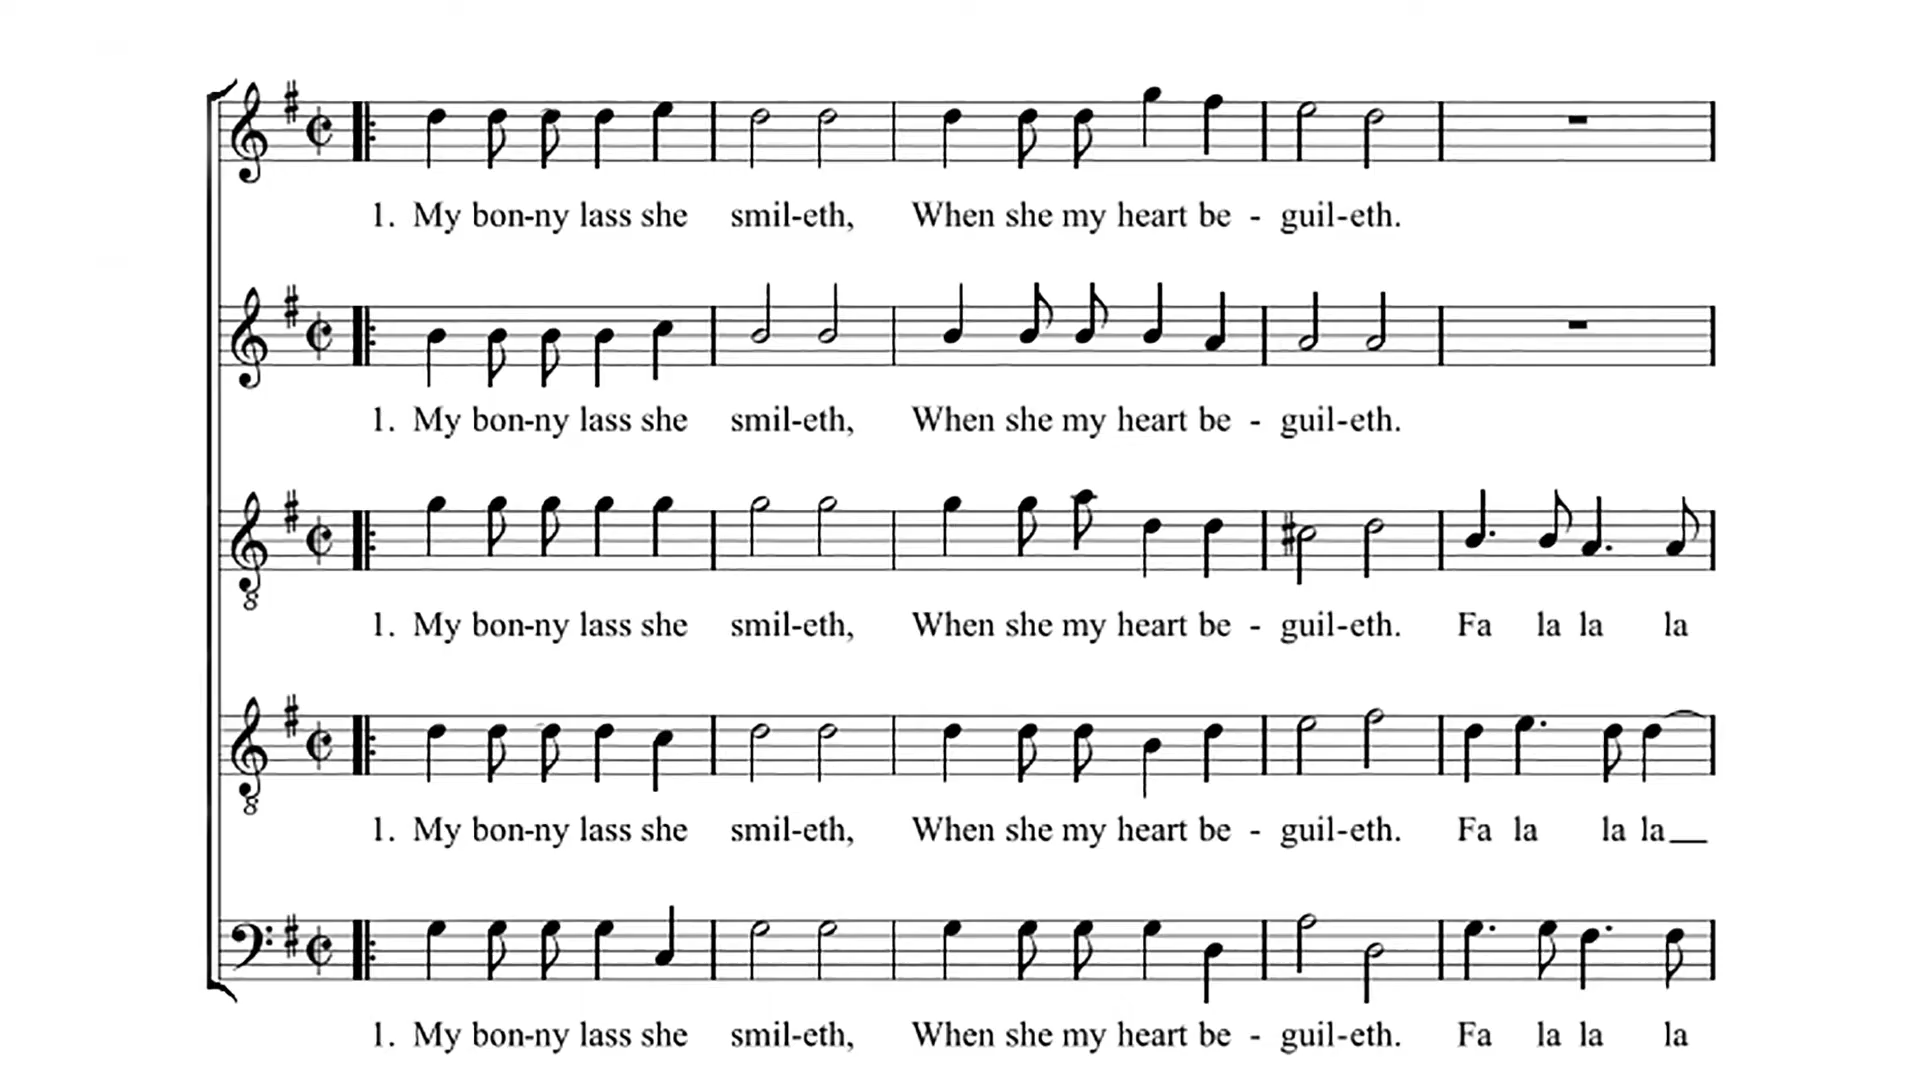 1. My bon-ny lass she smil-eth, When she my heart be - guil-eth.
1. My bon-ny lass she smil-eth, When she my heart be - guil-eth.
8
1. My bon-ny lass she smil-eth, When she my heart be - guil-eth. Fa la la la
8
1. My bon-ny lass she smil-eth, When she my heart be - guil-eth. Fa la la la
1. My bon-ny lass she smil-eth, When she my heart be - guil-eth. Fa la la la